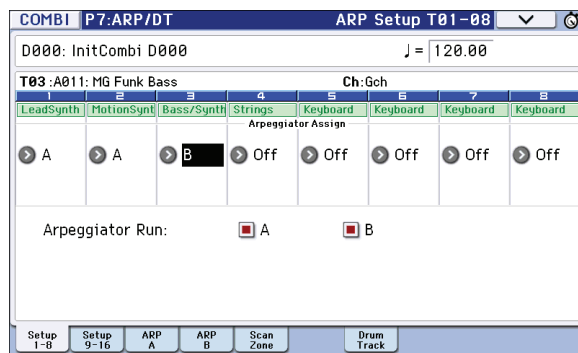 COMBI P7:ARP/DT ARP Setup T01-08
D000: InitCombi D000 ♩= 120.00
T03 :A011: MG Funk Bass Ch:Gch
1 2 3 4 5 6 7 8
LeadSynth MotionSynt Bass/Synth Strings Keyboard Keyboard Keyboard Keyboard
Arpeggiator Assign
A A B Off Off Off Off Off
Arpeggiator Run: A B
Setup 1-8 Setup 9-16 ARP A ARP B Scan Zone Drum Track